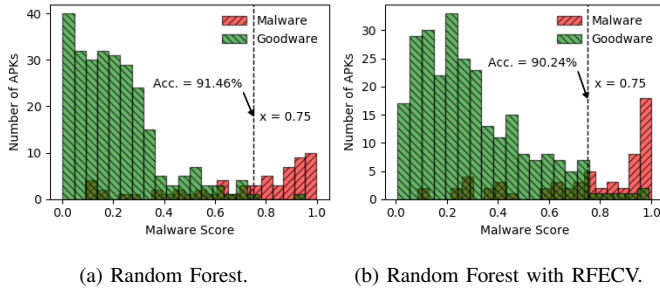 40
30
20
10
0
Number of APKs
Malware
Goodware
Acc. = 91.46%
x = 0.75
0.0 0.2 0.4 0.6 0.8 1.0
Malware Score
(a) Random Forest.
30
25
20
15
10
5
0
Number of APKs
Malware
Goodware
Acc. = 90.24%
x = 0.75
0.0 0.2 0.4 0.6 0.8 1.0
Malware Score
(b) Random Forest with RFECV.